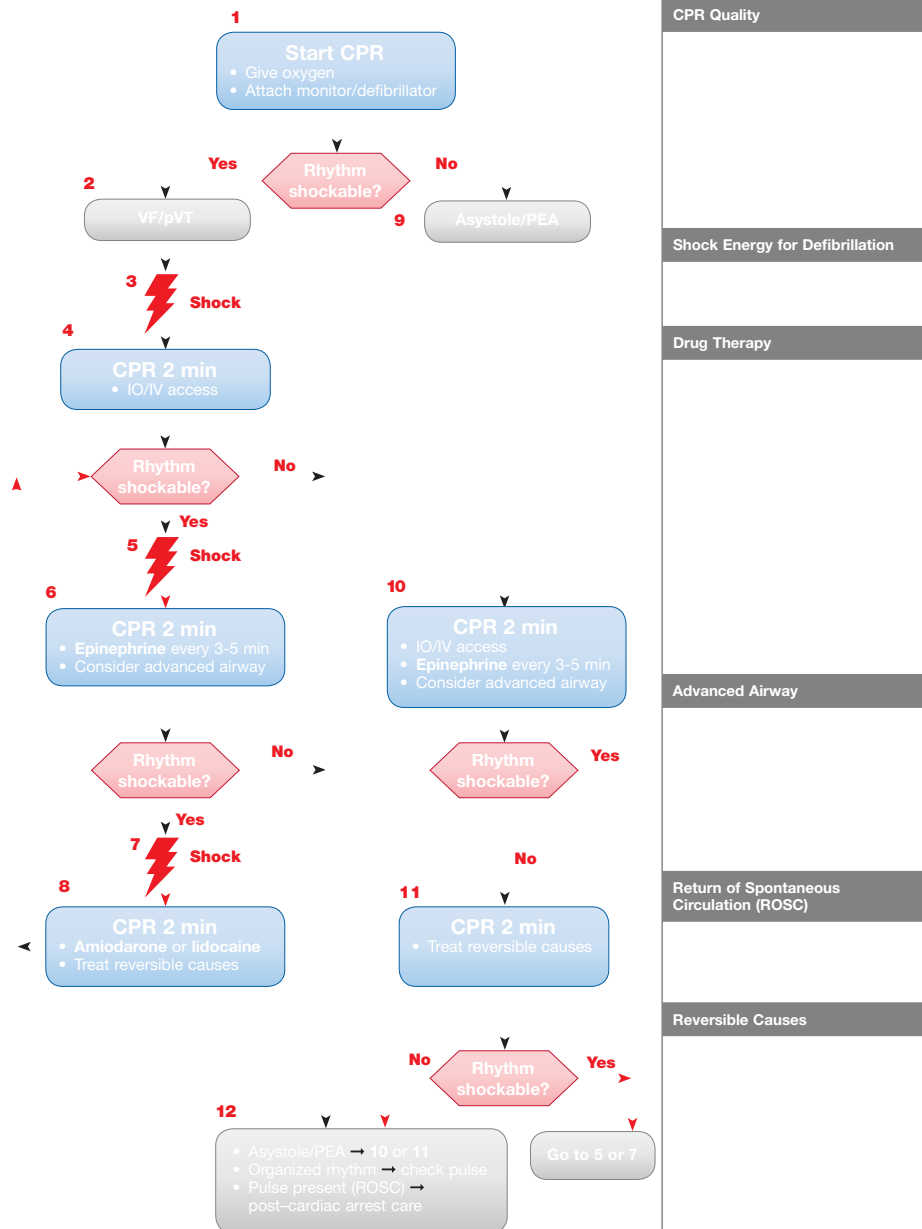 1
Start CPR
• Give oxygen
• Attach monitor/defibrillator
Yes
Rhythm
shockable?
No
2
VF/pVT
9
Asystole/PEA
3
Shock
4
CPR 2 min
• IO/IV access
Rhythm
shockable?
No
Yes
5
Shock
6
CPR 2 min
• Epinephrine every 3-5 min
• Consider advanced airway
10
CPR 2 min
• IO/IV access
• Epinephrine every 3-5 min
• Consider advanced airway
Rhythm
shockable?
No
Rhythm
shockable?
Yes
Yes
7
Shock
No
8
CPR 2 min
• Amiodarone or lidocaine
• Treat reversible causes
11
CPR 2 min
• Treat reversible causes
No
Rhythm
shockable?
Yes
12
• Asystole/PEA ➞ 10 or 11
• Organized rhythm ➞ check pulse
• Pulse present (ROSC) ➞
post–cardiac arrest care
Go to 5 or 7
CPR Quality
Shock Energy for Defibrillation
Drug Therapy
Advanced Airway
Return of Spontaneous
Circulation (ROSC)
Reversible Causes